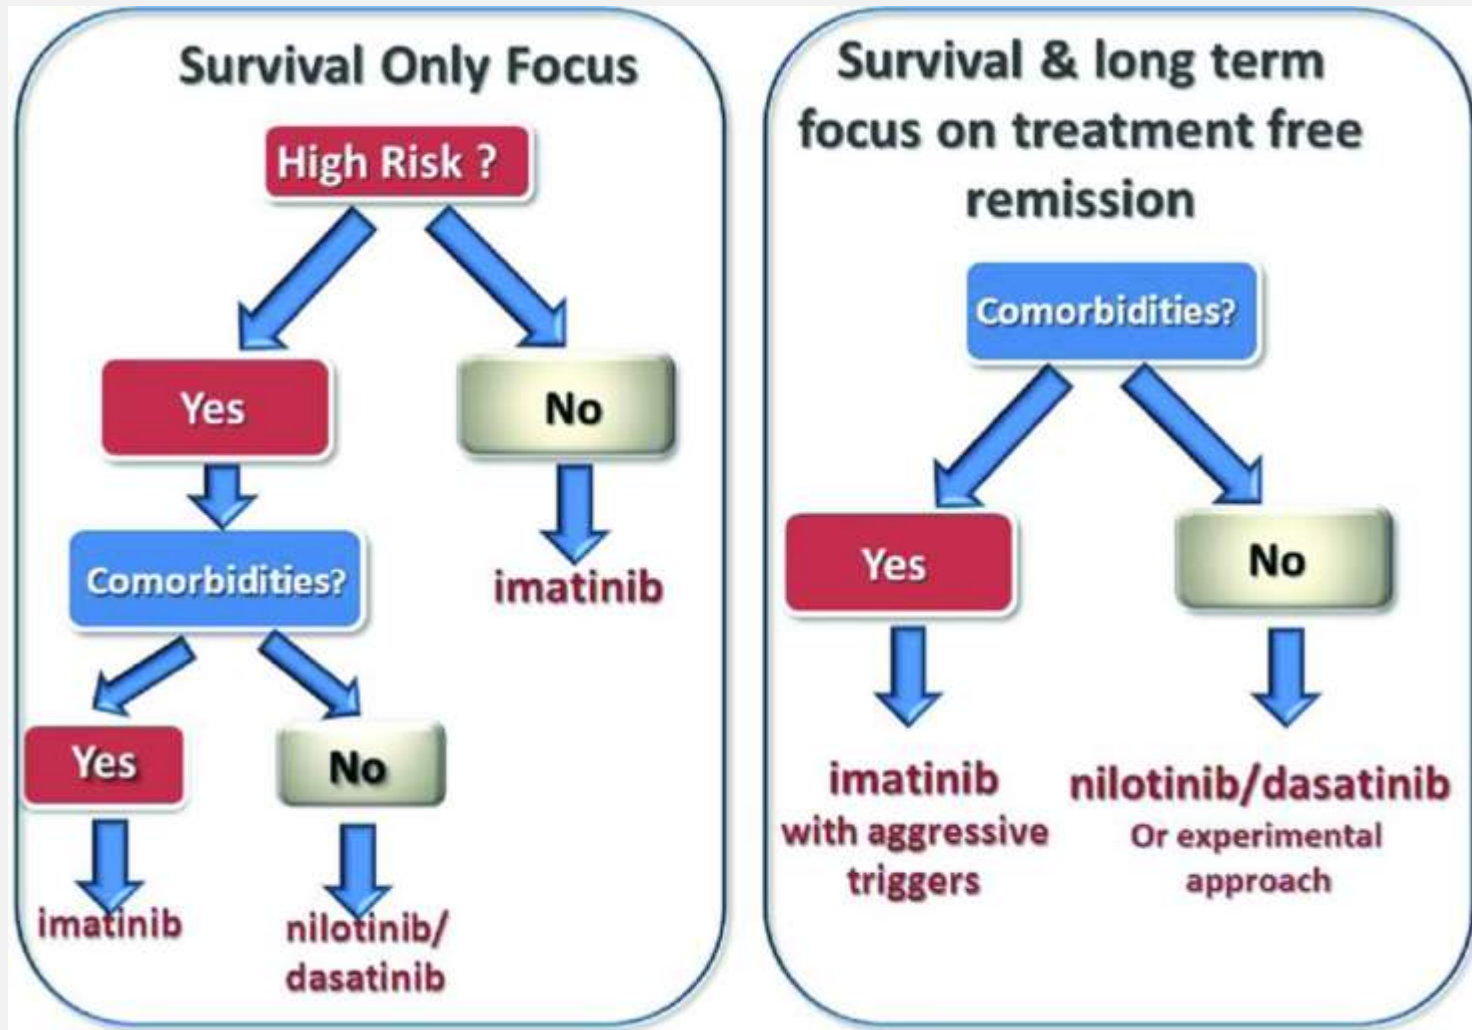 Survival Only Focus
High Risk ?
Yes
No
Comorbidities?
imatinib
Yes
No
imatinib
nilotinib/
dasatinib
Survival & long term
focus on treatment free
remission
Comorbidities?
Yes
No
imatinib
with aggressive
triggers
nilotinib/dasatinib
Or experimental
approach